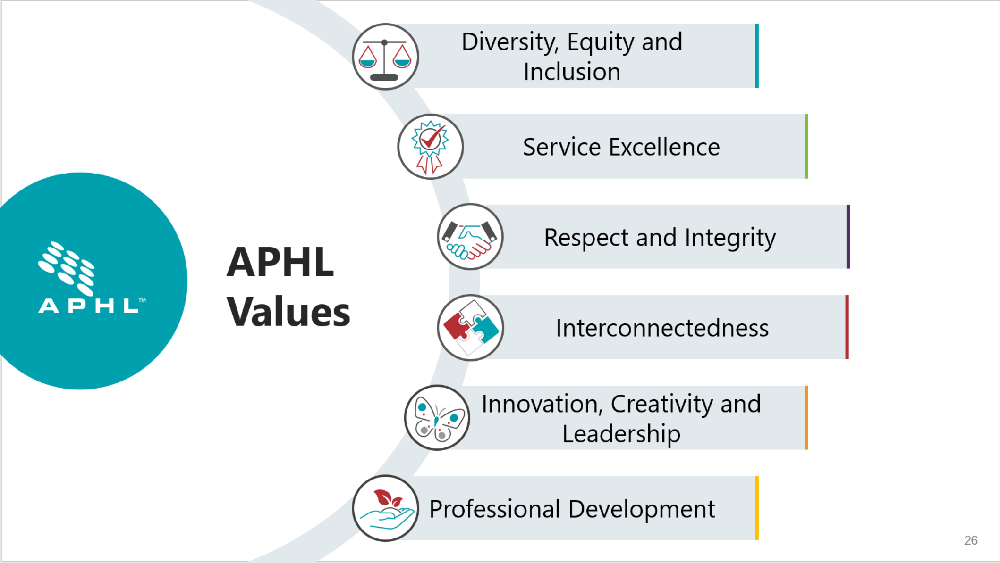 APHL™
APHL
Values
Diversity, Equity and
Inclusion
Service Excellence
Respect and Integrity
Interconnectedness
Innovation, Creativity and
Leadership
Professional Development
26